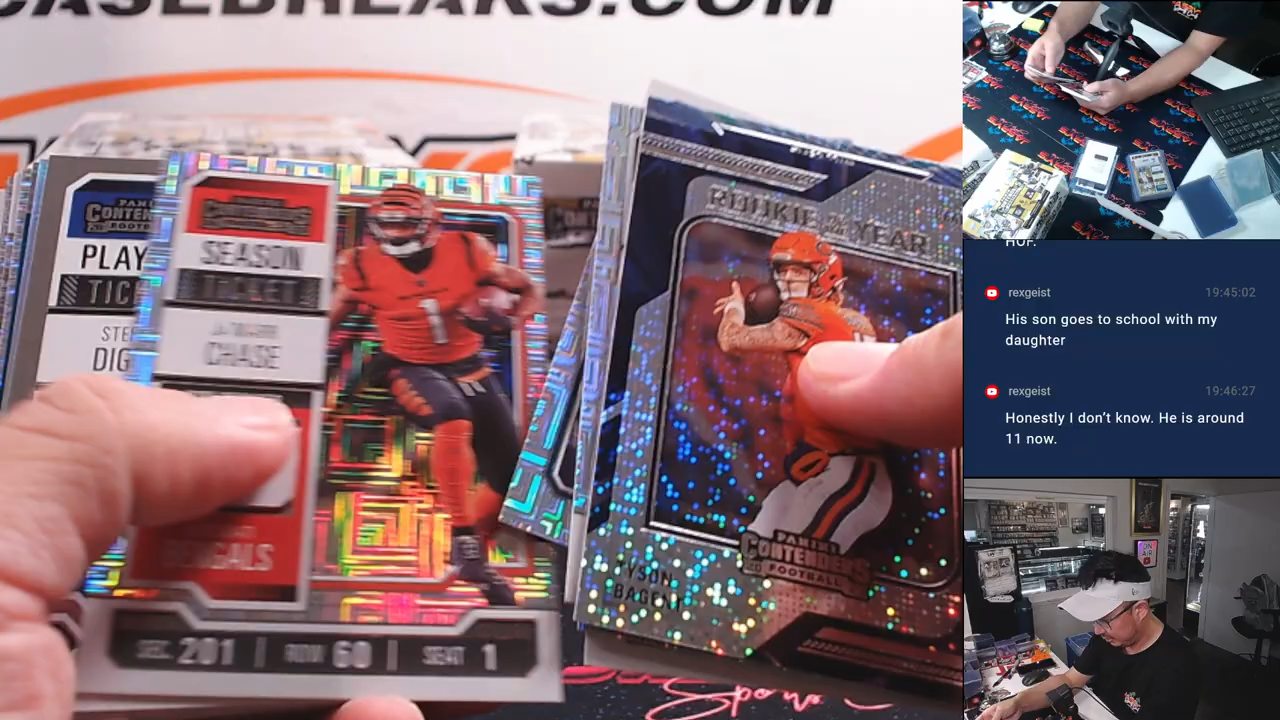 CASEBREAKS.COM
PANINI
CONTENDERS
SEASON
TICKET
JA'MARR
CHASE
BENGALS
SEC 201 | ROW 60 | SEAT 1
PLAY
TIC
STE
DIG
ROOKIE OF THE YEAR
TYSON
BAGENT
PANINI
CONTENDERS
FOOTBALL
HOF.
rexgeist 19:45:02
His son goes to school with my
daughter
rexgeist 19:46:27
Honestly I don't know. He is around
11 now.